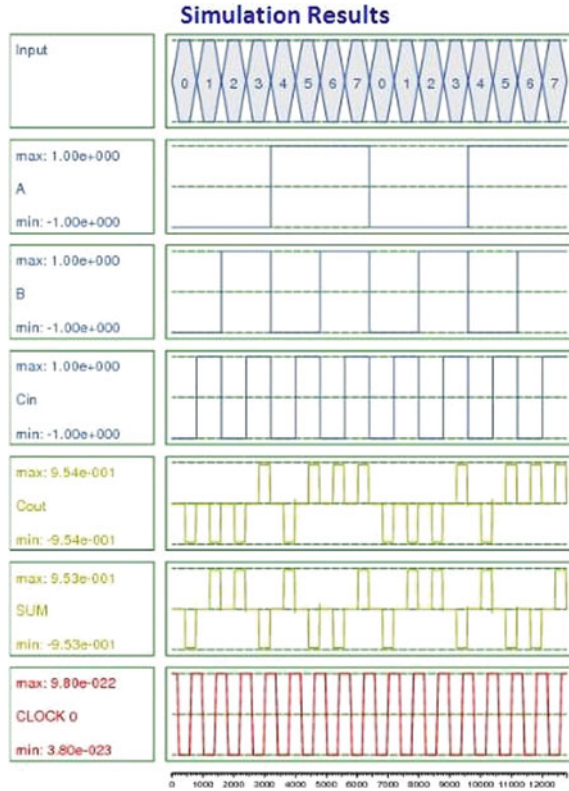 Simulation Results
Input
0 1 2 3 4 5 6 7 0 1 2 3 4 5 6 7
max: 1.00e+000
A
min: -1.00e+000
max: 1.00e+000
B
min: -1.00e+000
max: 1.00e+000
Cin
min: -1.00e+000
max: 9.54e-001
Cout
min: -9.54e-001
max: 9.53e-001
SUM
min: -9.53e-001
max: 9.80e-022
CLOCK 0
min: 3.80e-023
0 1000 2000 3000 4000 5000 6000 7000 8000 9000 10000 11000 12000